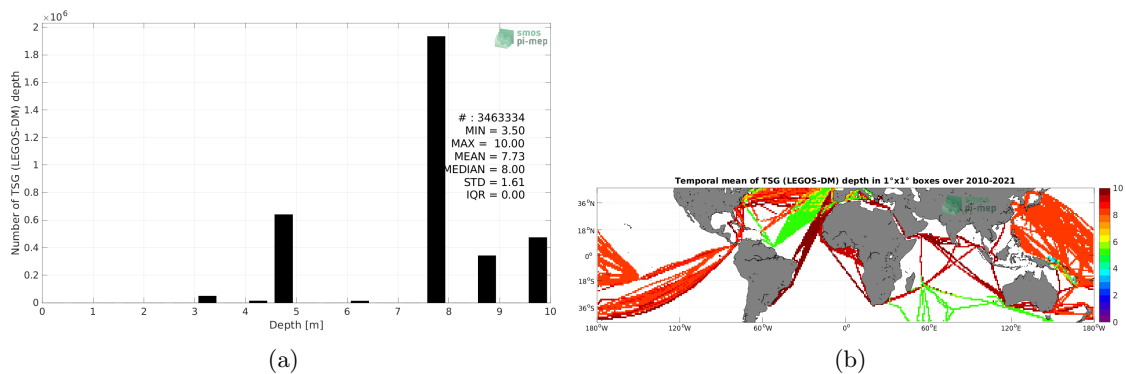 ×10⁶
2
1.8
1.6
1.4
1.2
1
0.8
0.6
0.4
0.2
0
Number of TSG (LEGOS-DM) depth
smos
pi-mep
# : 3463334
MIN = 3.50
MAX = 10.00
MEAN = 7.73
MEDIAN = 8.00
STD = 1.61
IQR = 0.00
0 1 2 3 4 5 6 7 8 9 10
Depth [m]
(a)
Temporal mean of TSG (LEGOS-DM) depth in 1°x1° boxes over 2010-2021
smos
pi-mep
36°N
18°N
0°
18°S
36°S
180°W 120°W 60°W 0° 60°E 120°E 180°W
10
8
6
4
2
0
(b)